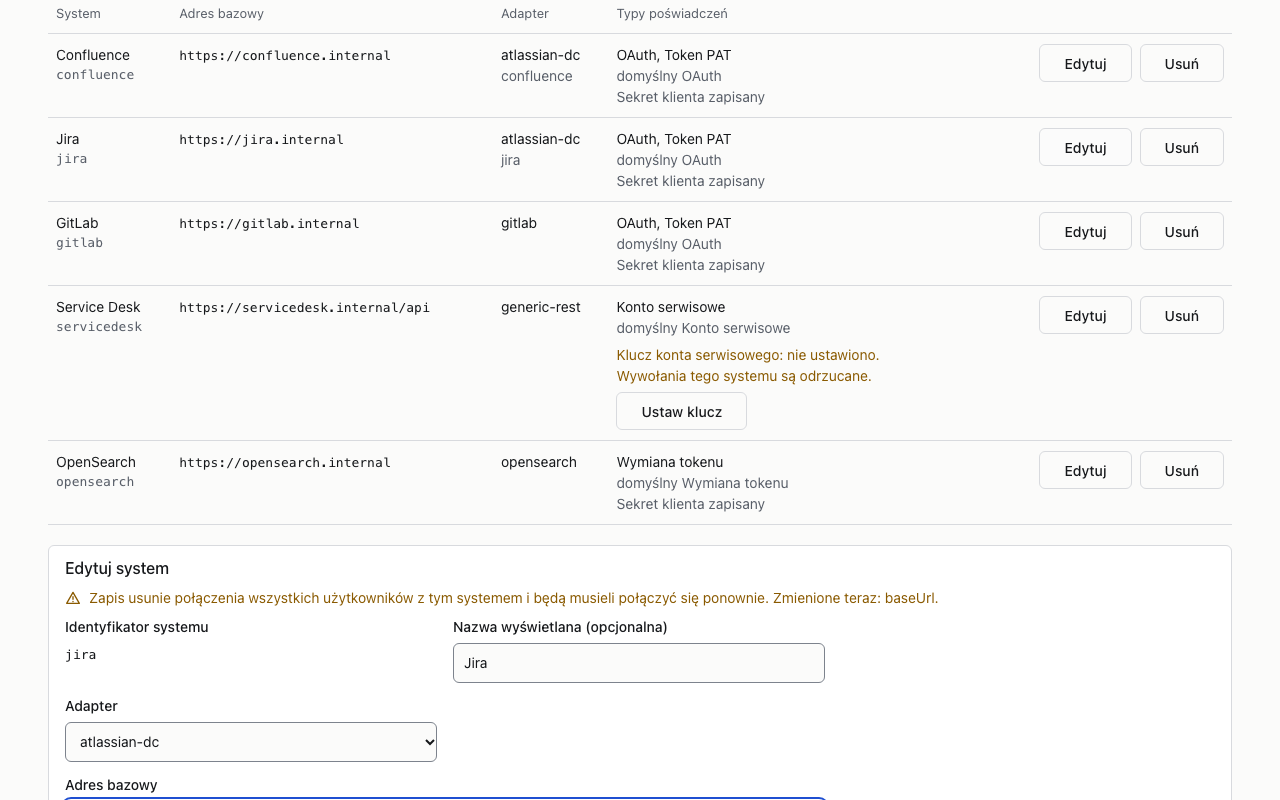 System Adres bazowy Adapter Typy poświadczeń
Confluence https://confluence.internal atlassian-dc OAuth, Token PAT Edytuj Usuń
confluence confluence domyślny OAuth
Sekret klienta zapisany
Jira https://jira.internal atlassian-dc OAuth, Token PAT Edytuj Usuń
jira jira domyślny OAuth
Sekret klienta zapisany
GitLab https://gitlab.internal gitlab OAuth, Token PAT Edytuj Usuń
gitlab domyślny OAuth
Sekret klienta zapisany
Service Desk https://servicedesk.internal/api generic-rest Konto serwisowe Edytuj Usuń
servicedesk domyślny Konto serwisowe
Klucz konta serwisowego: nie ustawiono.
Wywołania tego systemu są odrzucane.
Ustaw klucz
OpenSearch https://opensearch.internal opensearch Wymiana tokenu Edytuj Usuń
opensearch domyślny Wymiana tokenu
Sekret klienta zapisany
Edytuj system
Zapis usunie połączenia wszystkich użytkowników z tym systemem i będą musieli połączyć się ponownie. Zmienione teraz: baseUrl.
Identyfikator systemu Nazwa wyświetlana (opcjonalna)
jira Jira
Adapter
atlassian-dc
Adres bazowy